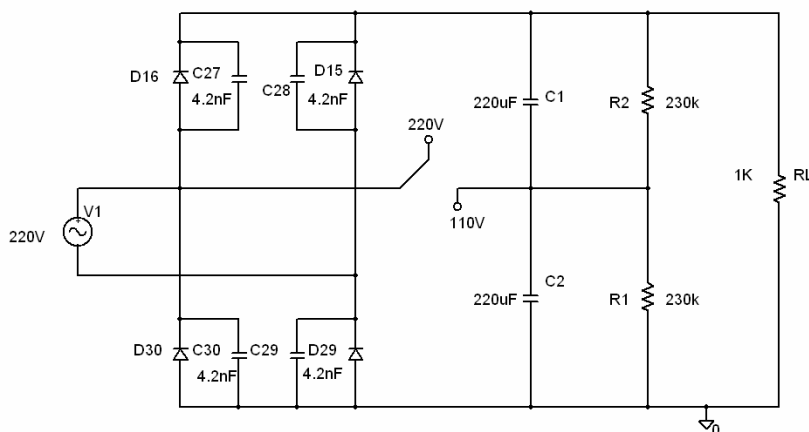 D16
C27
4.2nF
C28
D15
4.2nF
220V
220uF
C1
R2
230k
110V
1K
RL
V1
220V
220uF
C2
R1
230k
D30
C30
4.2nF
C29
D29
4.2nF
0